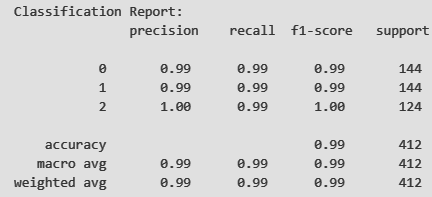 Classification Report:
precision recall f1-score support
0 0.99 0.99 0.99 144
1 0.99 0.99 0.99 144
2 1.00 0.99 1.00 124
accuracy 0.99 412
macro avg 0.99 0.99 0.99 412
weighted avg 0.99 0.99 0.99 412